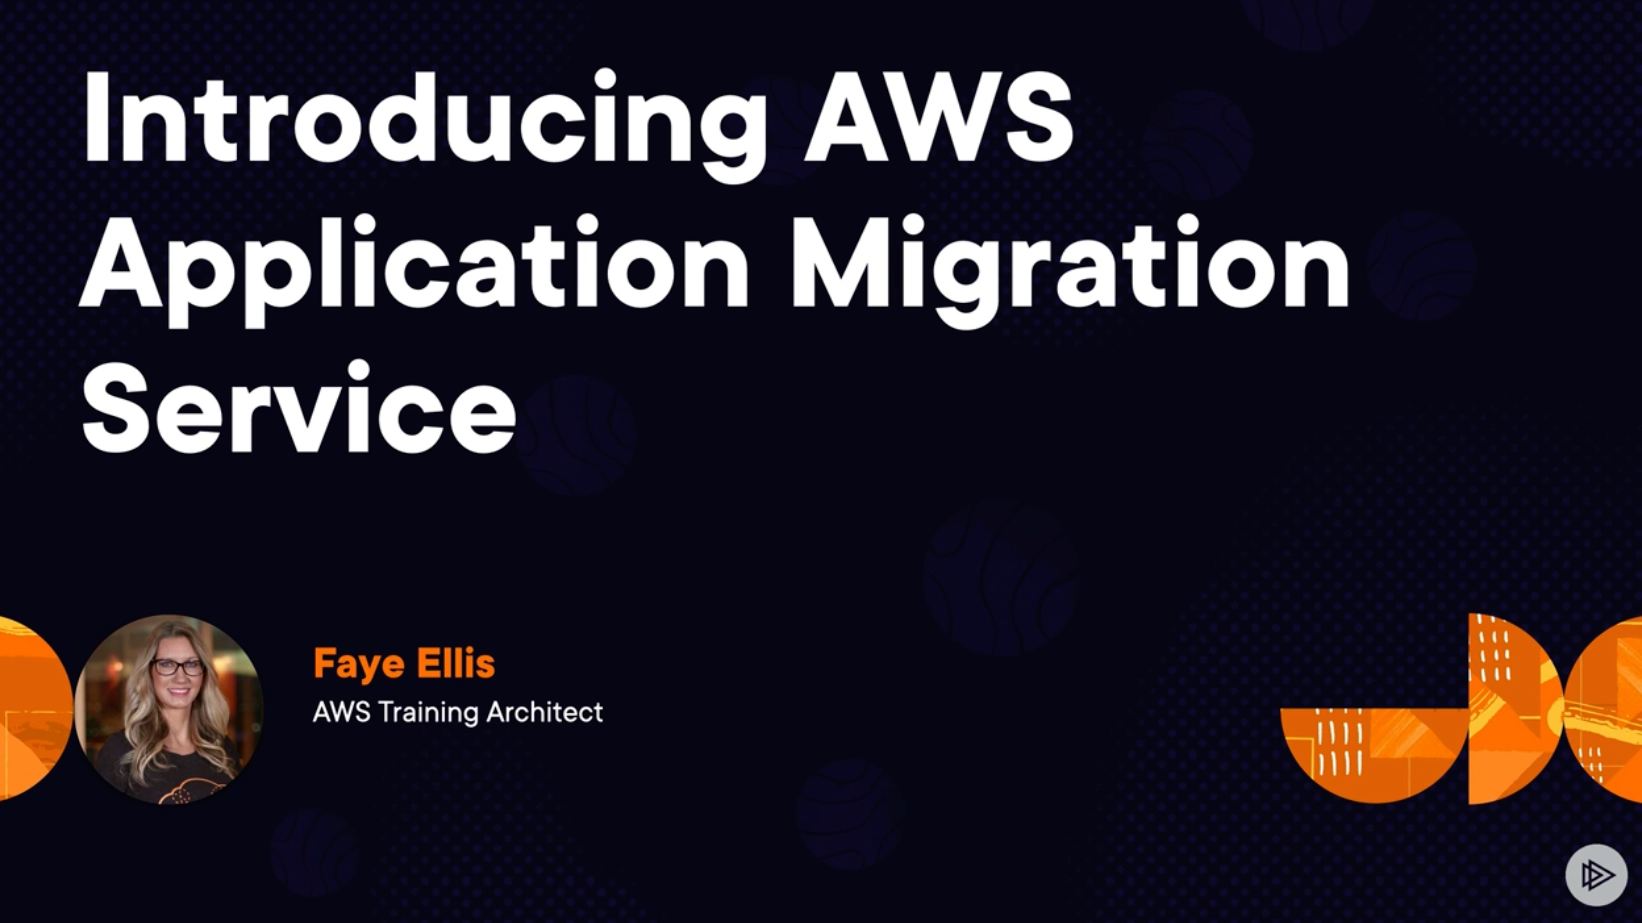 Introducing AWS
Application Migration
Service
Faye Ellis
AWS Training Architect